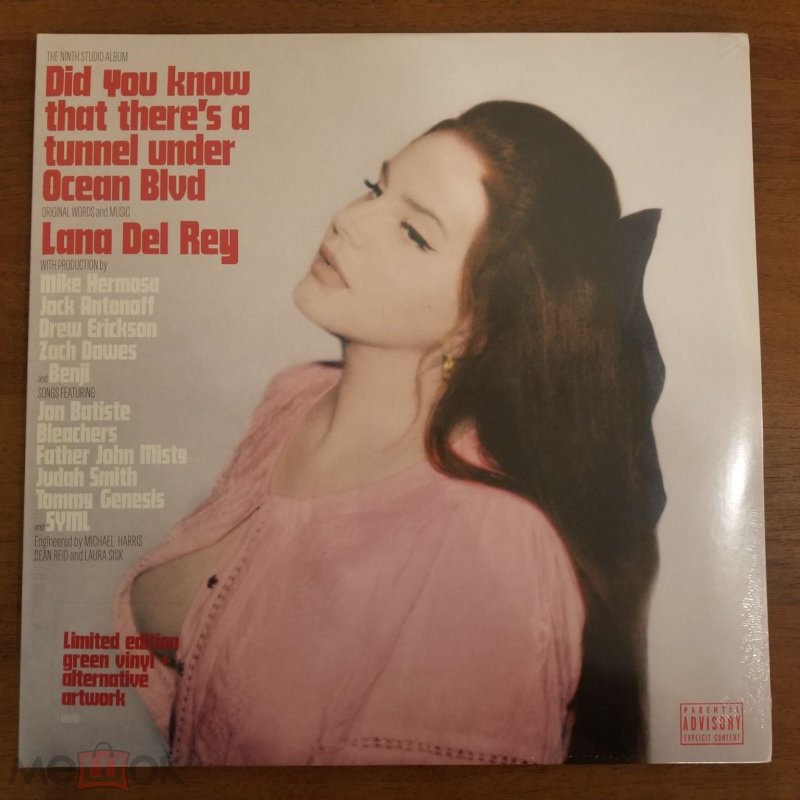 THE NINTH STUDIO ALBUM
Did you know
that there's a
tunnel under
Ocean Blvd
ORIGINAL WORDS and MUSIC
Lana Del Rey
WITH PRODUCTION by
Mike Hermosa
Jack Antonoff
Drew Erickson
Zach Dawes
and Benji
SONGS FEATURING
Jon Batiste
Bleachers
Father John Misty
Judah Smith
Tommy Genesis
and SYML
Engineered by MICHAEL HARRIS
DEAN REID and LAURA SISK
Limited edition
green vinyl +
alternative
artwork
PARENTAL
ADVISORY
EXPLICIT CONTENT
мешок